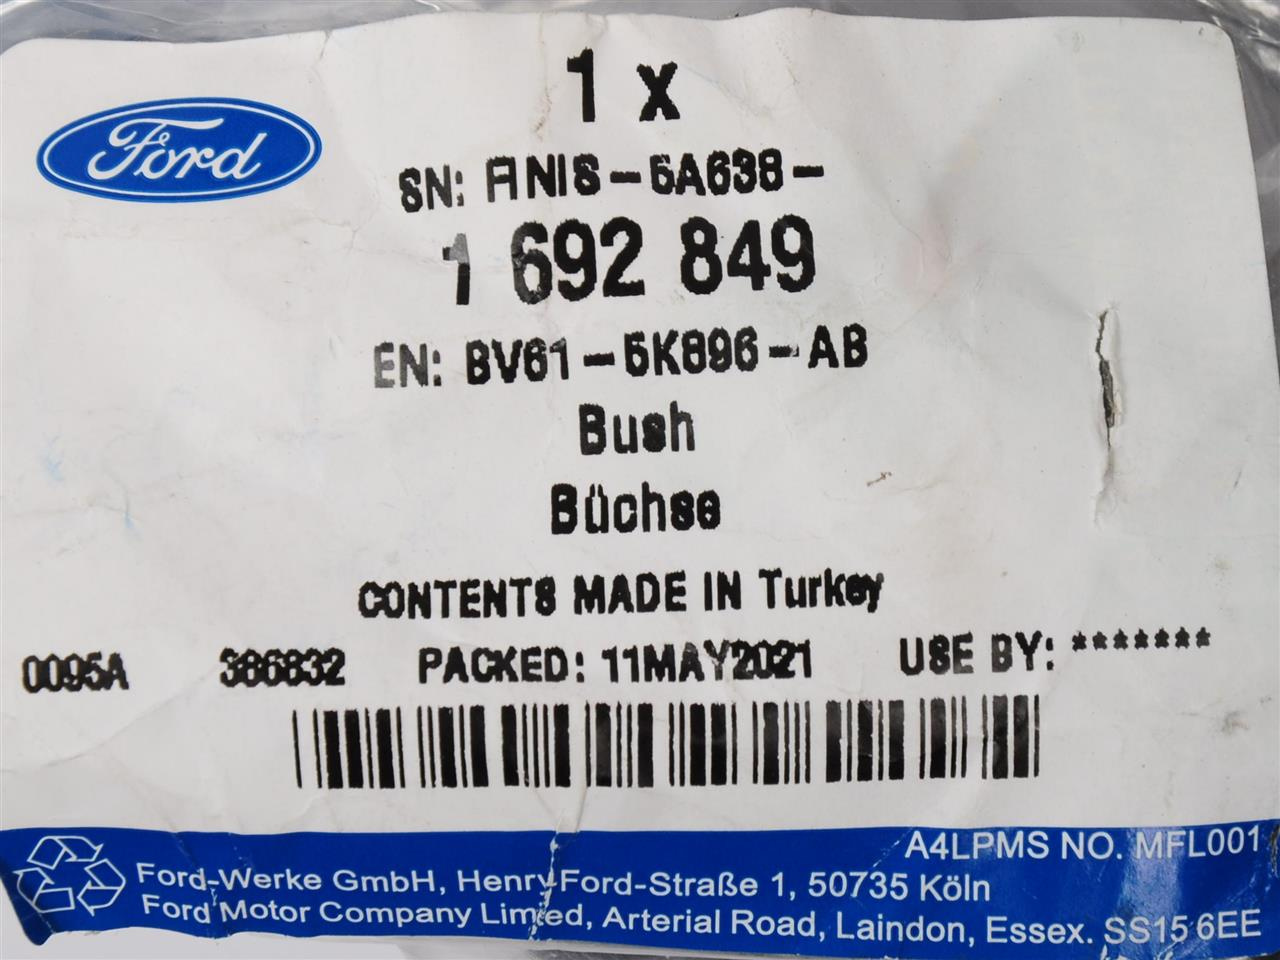 1 x
Ford
SN: FINIS-5A638-
1 692 849
EN: BV61-5K896-AB
Bush
Büchse
CONTENTS MADE IN Turkey
0095A 386832 PACKED: 11MAY2021 USE BY: *******
A4LPMS NO. MFL001
Ford-Werke GmbH, Henry-Ford-Straße 1, 50735 Köln
Ford Motor Company Limited, Arterial Road, Laindon, Essex. SS15 6EE